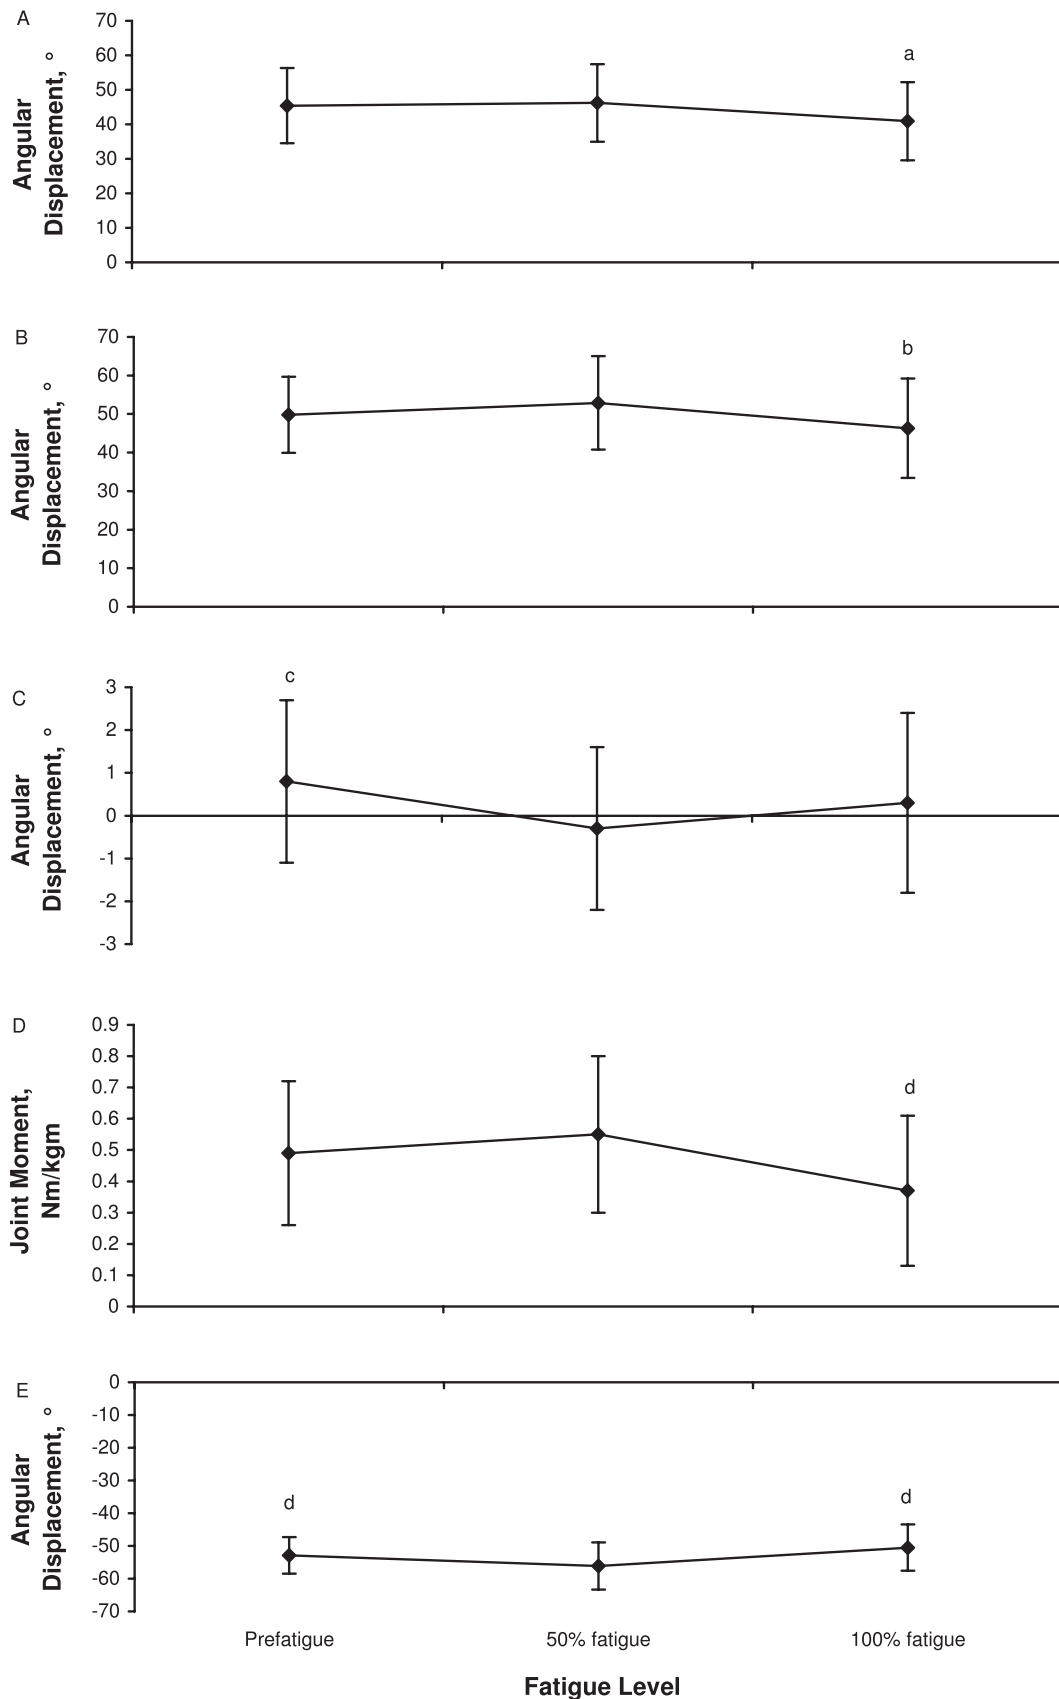 A
Angular
Displacement, °
70
60
50
40
30
20
10
0
a
B
Angular
Displacement, °
70
60
50
40
30
20
10
0
b
C
Angular
Displacement, °
3
2
1
0
-1
-2
-3
c
D
Joint Moment,
Nm/kgm
0.9
0.8
0.7
0.6
0.5
0.4
0.3
0.2
0.1
0
d
E
Angular
Displacement, °
0
-10
-20
-30
-40
-50
-60
-70
d
d
Prefatigue
50% fatigue
100% fatigue
Fatigue Level